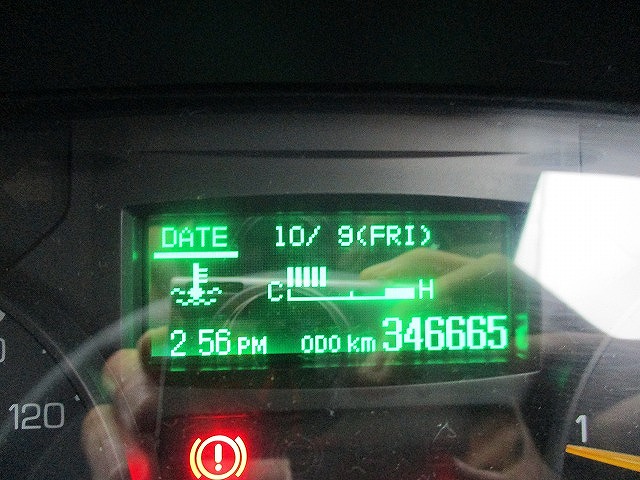 DATE 10/ 9(FRI)
C H
2 56 PM ODO km 346665
120
1